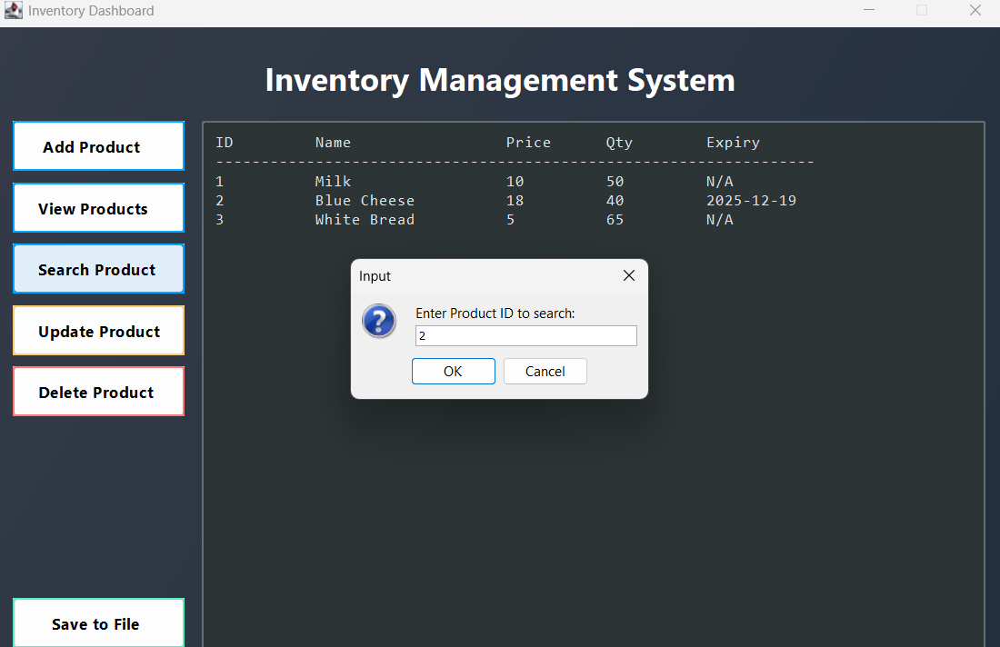 Inventory Dashboard
Inventory Management System
Add Product
View Products
Search Product
Update Product
Delete Product
Save to File
ID Name Price Qty Expiry
------------------------------------------------------------------
1 Milk 10 50 N/A
2 Blue Cheese 18 40 2025-12-19
3 White Bread 5 65 N/A
Input
?
Enter Product ID to search:
2
OK Cancel